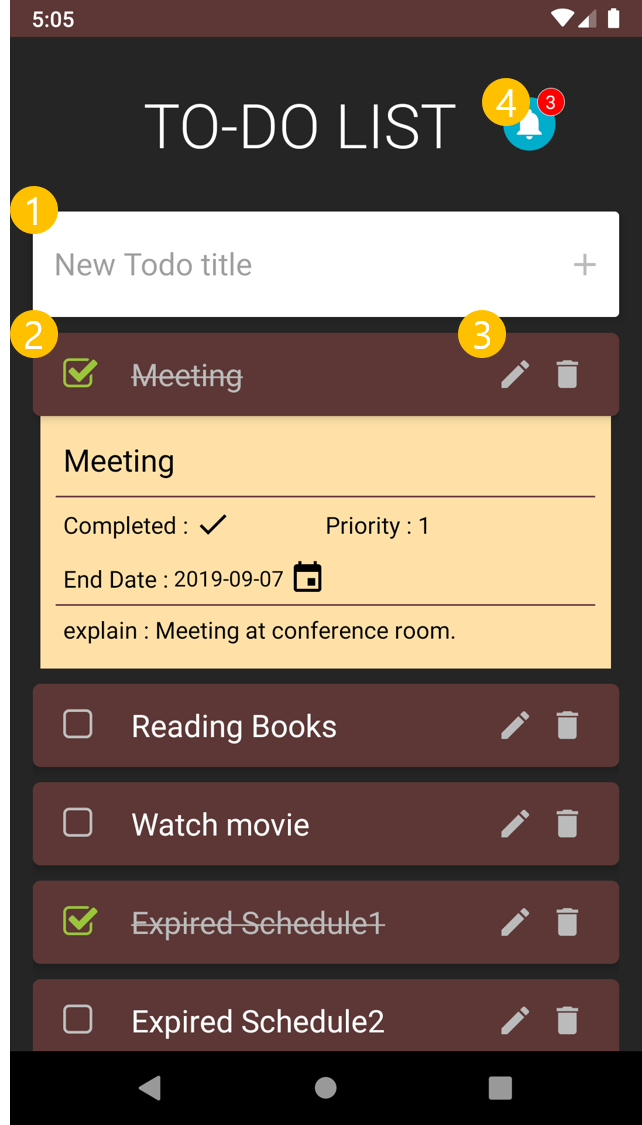 5:05
TO-DO LIST
4
3
1
New Todo title
2
3
Meeting
Meeting
Completed :
Priority : 1
End Date : 2019-09-07
explain : Meeting at conference room.
Reading Books
Watch movie
Expired Schedule1
Expired Schedule2